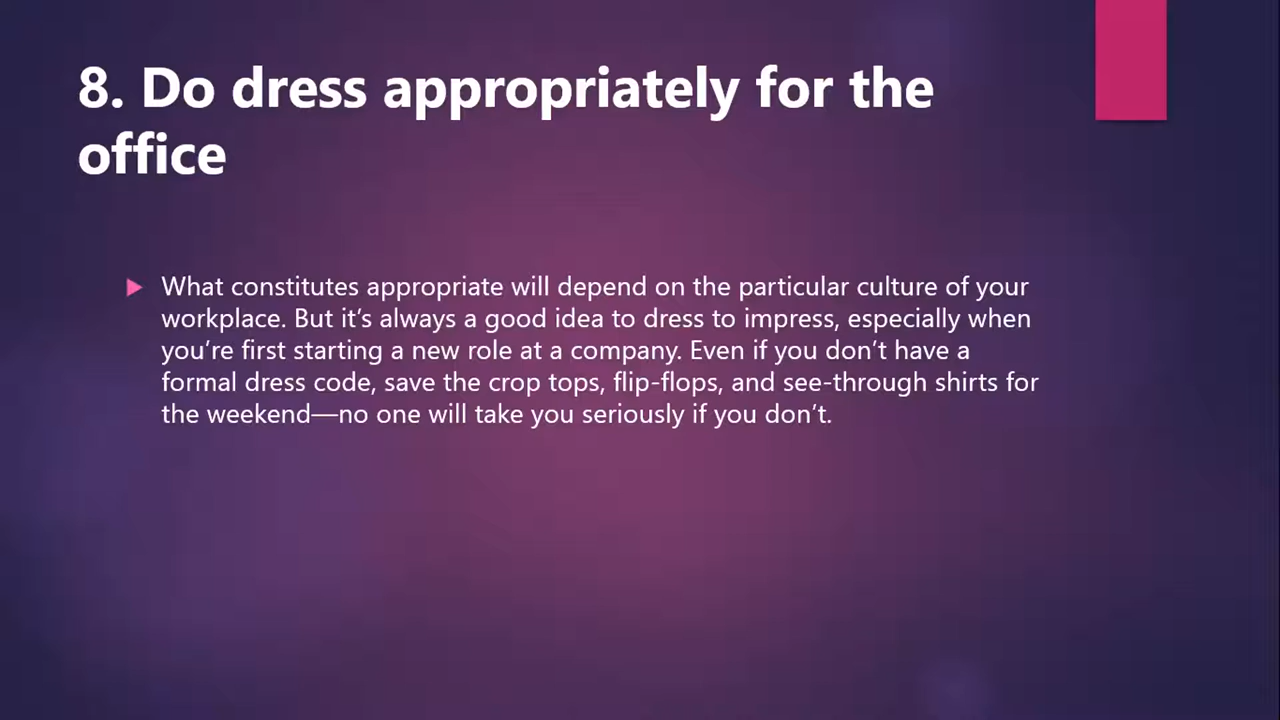 8. Do dress appropriately for the
office
What constitutes appropriate will depend on the particular culture of your
workplace. But it’s always a good idea to dress to impress, especially when
you’re first starting a new role at a company. Even if you don’t have a
formal dress code, save the crop tops, flip-flops, and see-through shirts for
the weekend—no one will take you seriously if you don’t.